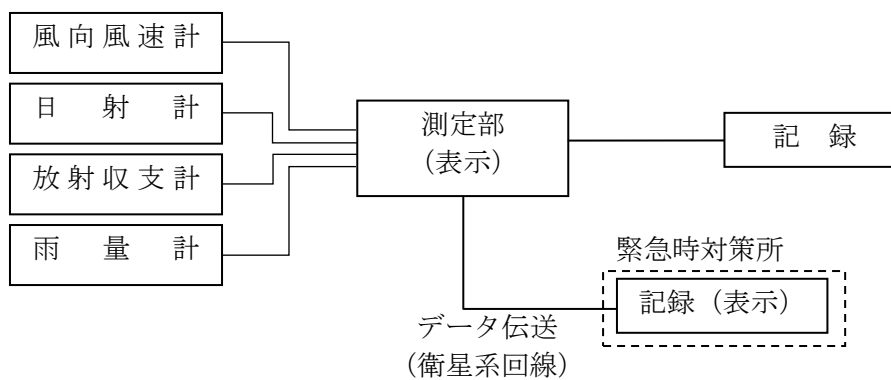 風向風速計
日射計
放射収支計
雨量計
測定部
（表示）
記録
緊急時対策所
記録（表示）
データ伝送
（衛星系回線）